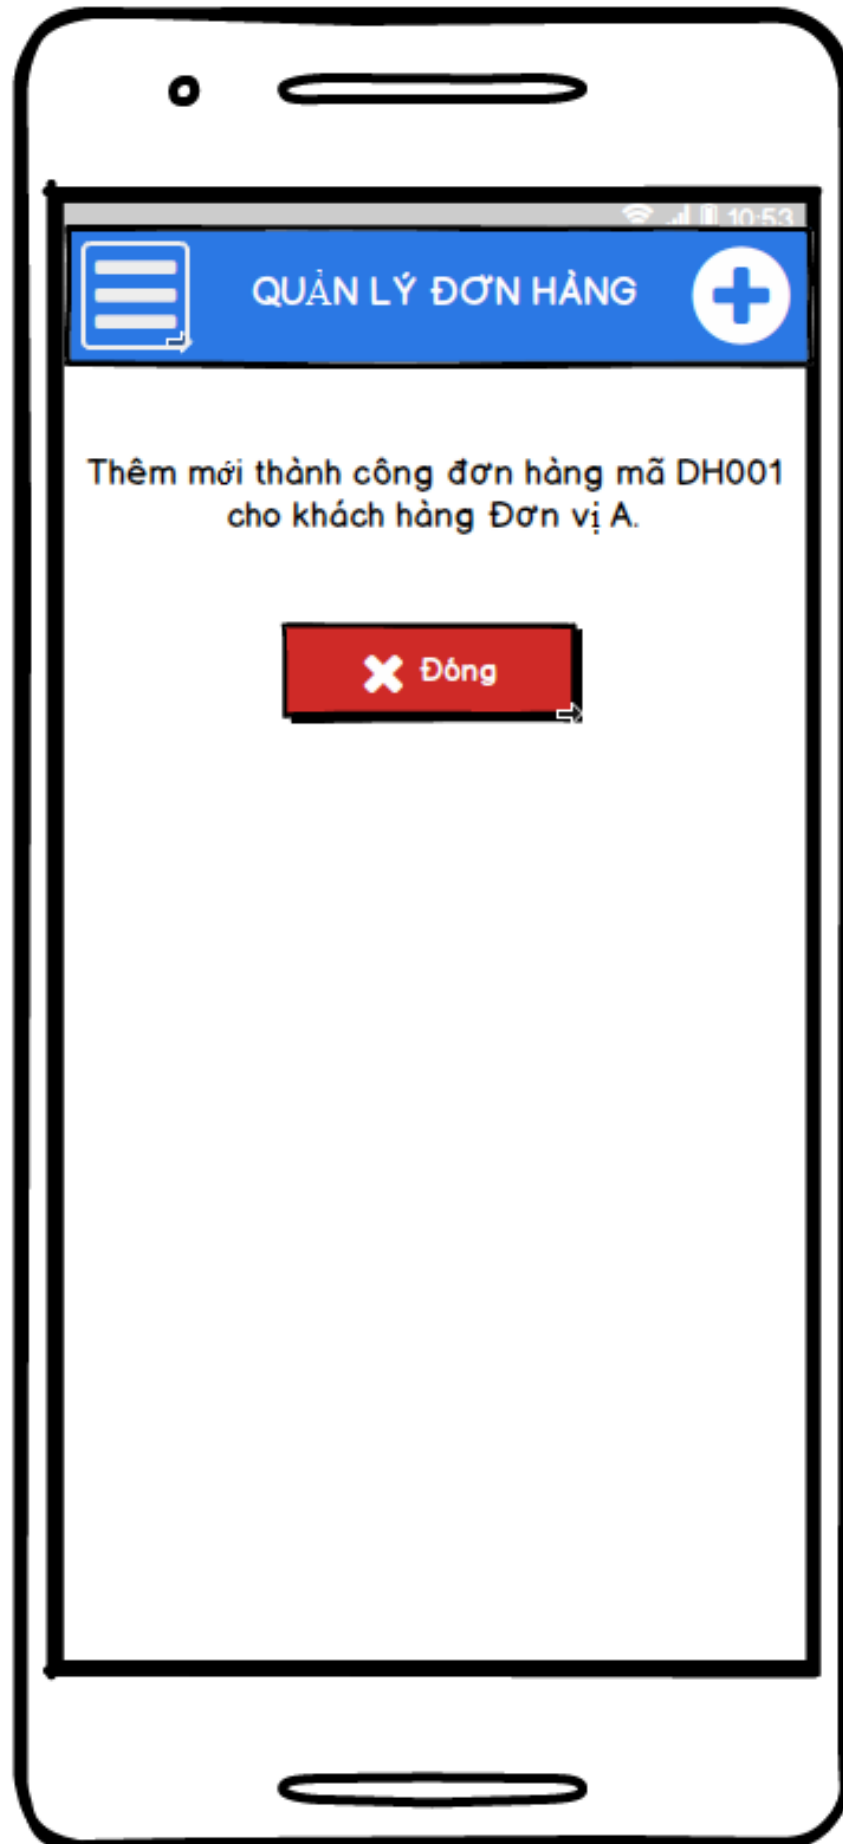 10:53
QUẢN LÝ ĐƠN HÀNG
Thêm mới thành công đơn hàng mã DH001
cho khách hàng Đơn vị A.
Đóng